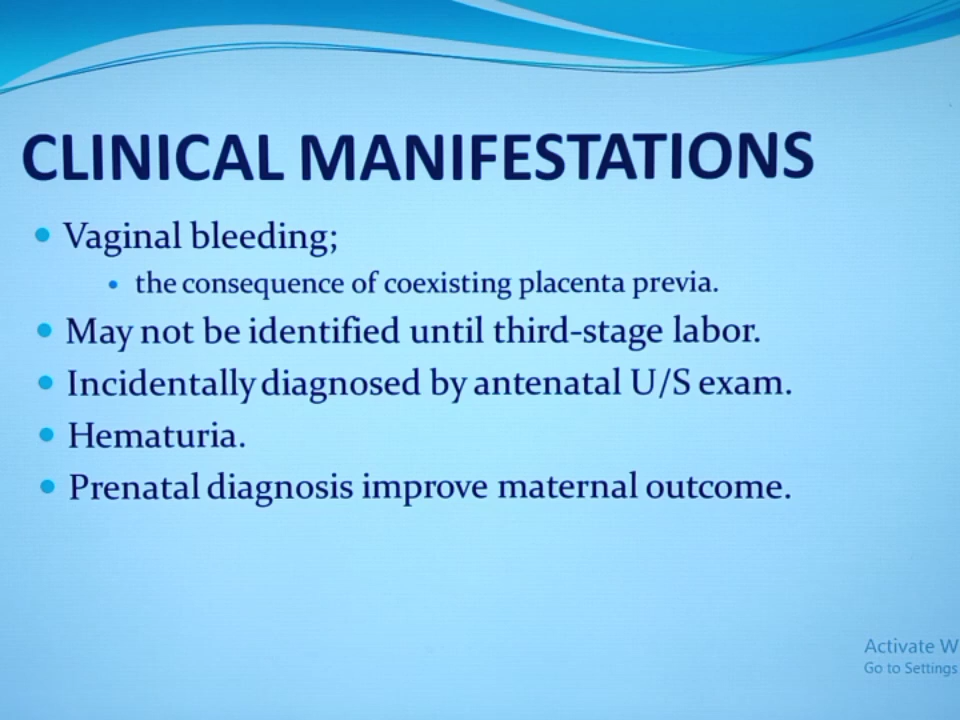 CLINICAL MANIFESTATIONS
Vaginal bleeding;
the consequence of coexisting placenta previa.
May not be identified until third-stage labor.
Incidentally diagnosed by antenatal U/S exam.
Hematuria.
Prenatal diagnosis improve maternal outcome.
Activate W
Go to Settings